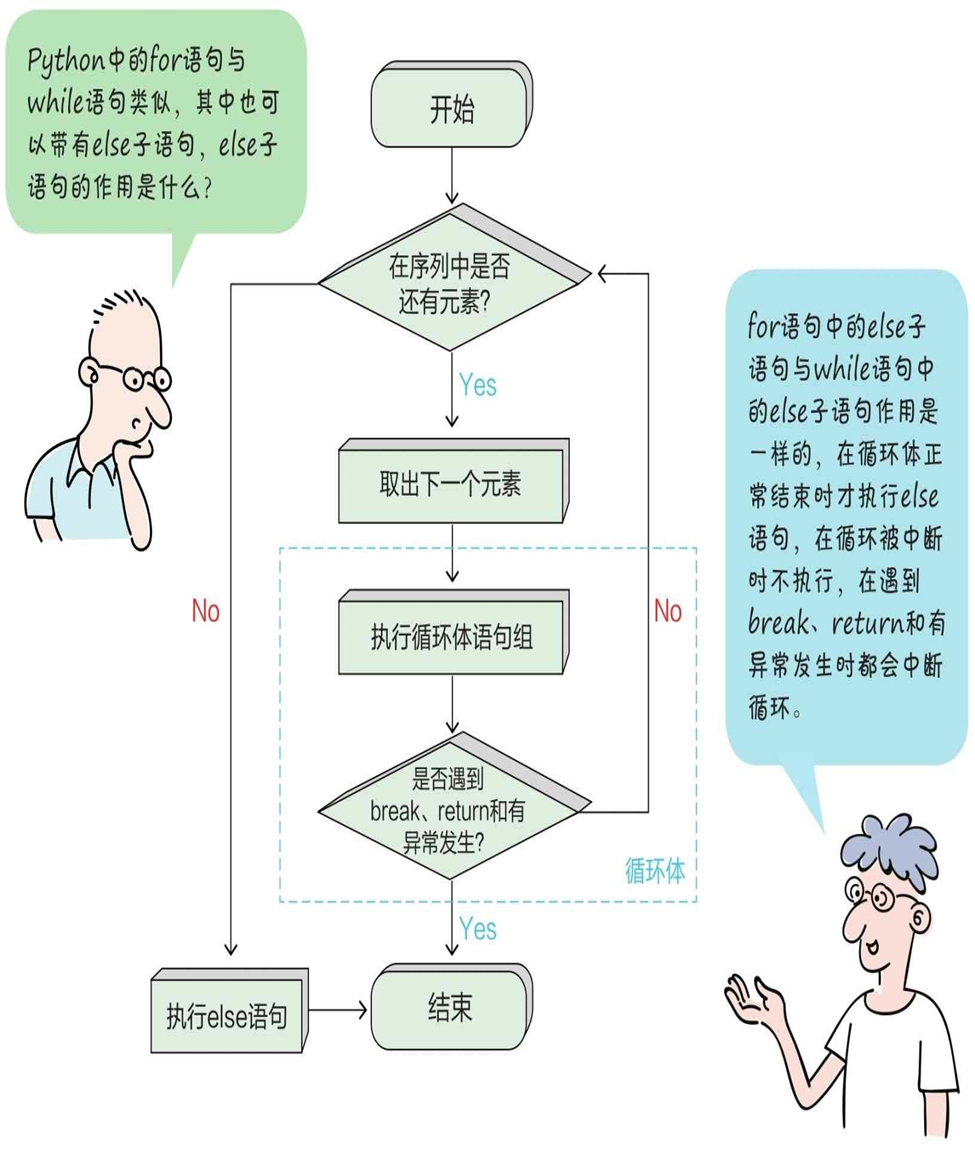 Python中的for语句与
while语句类似，其中也可
以带有else子语句，else子
语句的作用是什么？
开始
在序列中是否
还有元素?
Yes
取出下一个元素
No
No
执行循环体语句组
是否遇到
break、return和有
异常发生?
循环体
Yes
执行else语句
结束
for语句中的else子
语句与while语句中
的else子语句作用是
一样的，在循环体正
常结束时才执行else
语句，在循环被中断
时不执行，在遇到
break、return和有
异常发生时都会中断
循环。